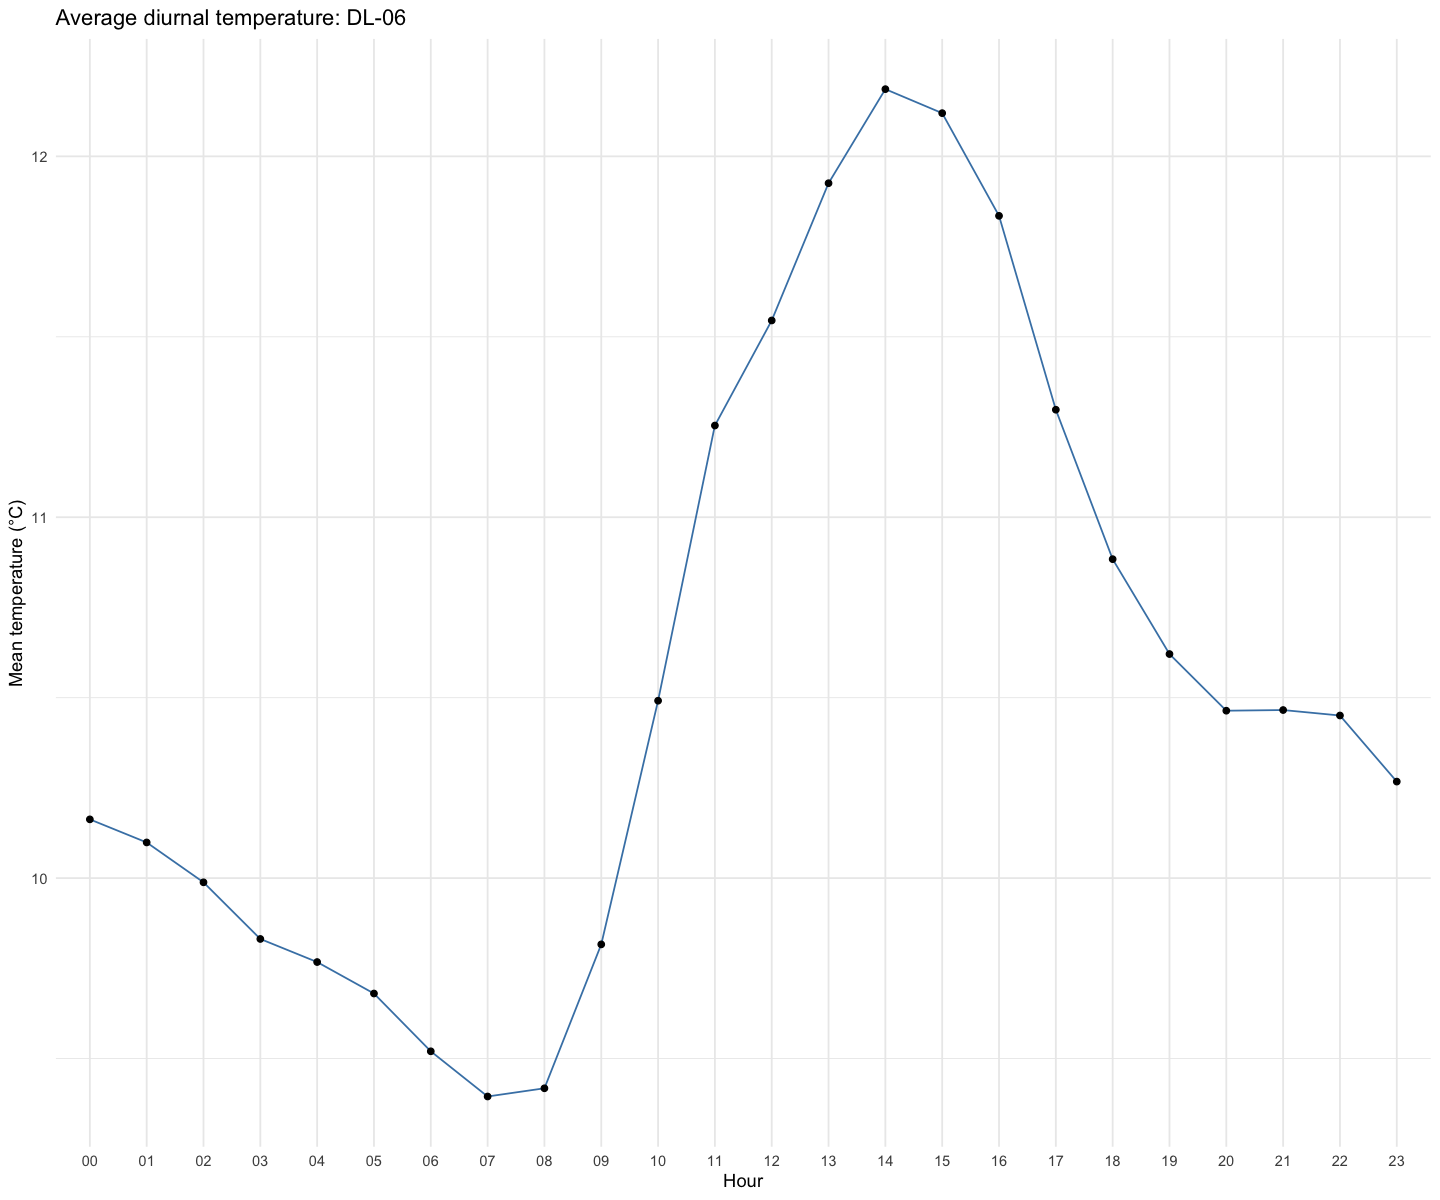 Average diurnal temperature: DL-06
Mean temperature (°C)
12
11
10
00 01 02 03 04 05 06 07 08 09 10 11 12 13 14 15 16 17 18 19 20 21 22 23
Hour